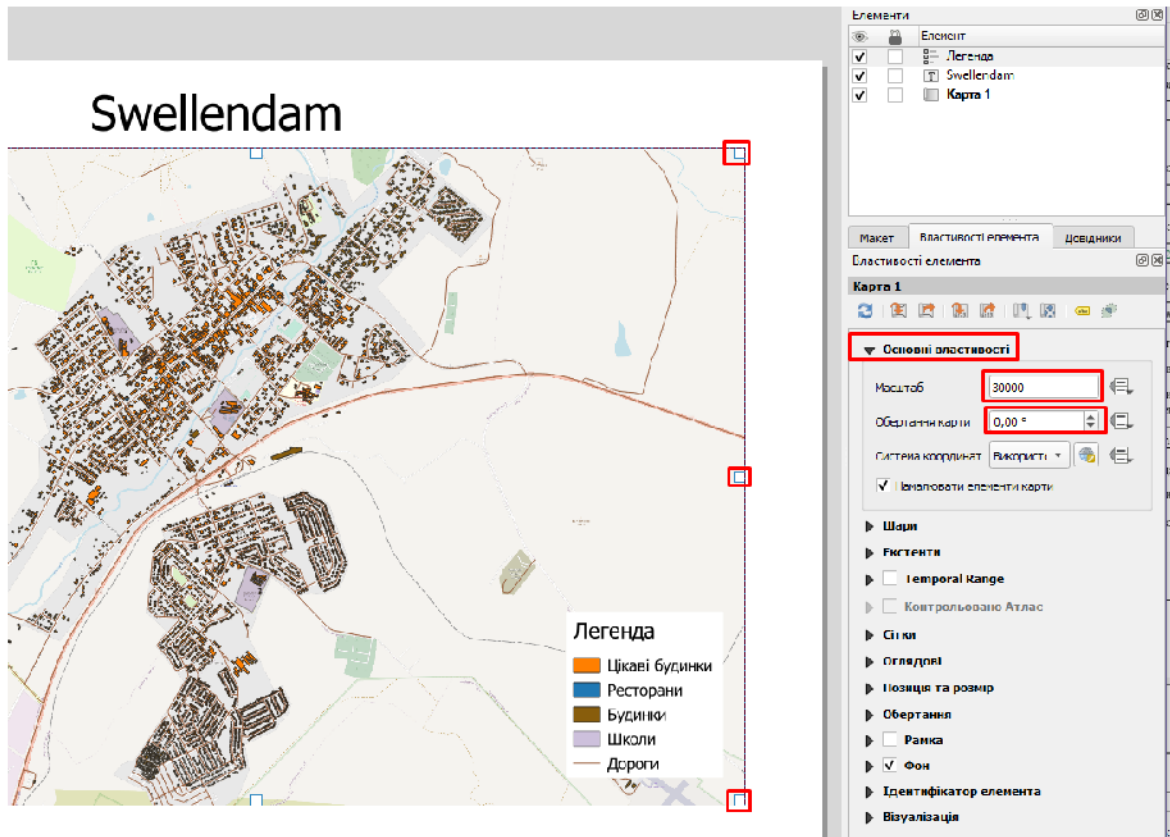 Swellendam
Легенда
Цікаві будинки
Ресторани
Будинки
Школи
Дороги
Елементи
Елемент
Легенда
Swellendam
Карта 1
Макет Властивості елемента Довідники
Властивості елемента
Карта 1
Основні властивості
Масштаб 30000
Обертання карти 0,00 °
Система координат Використ
Намалювати елементи карти
Шари
Екстенти
Temporal Range
Контрольовано Атлас
Сітки
Оглядові
Позиція та розмір
Обертання
Рамка
Фон
Ідентифікатор елемента
Візуалізація